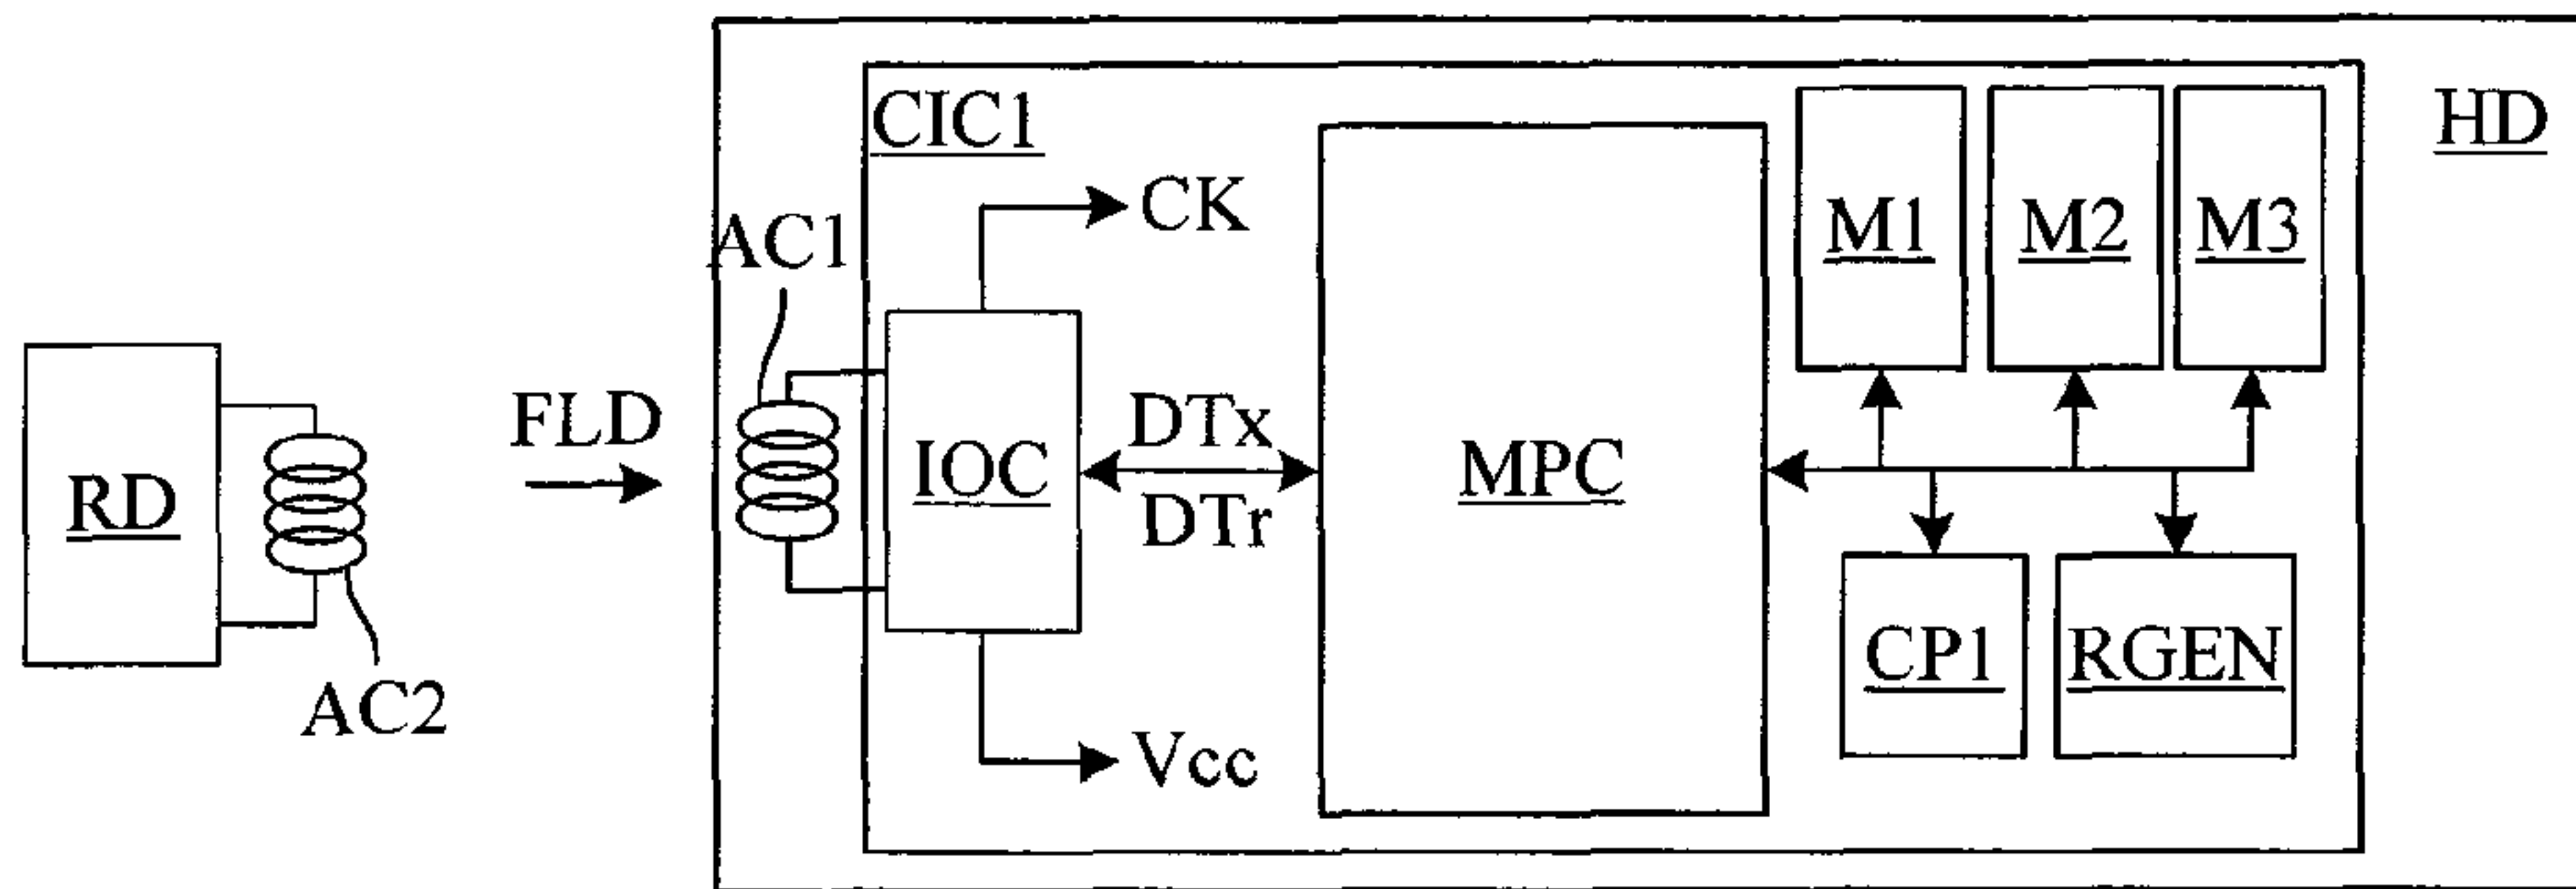 HD
CIC1
M1
M2
M3
CK
AC1
FLD
DTx
IOC
MPC
RD
DTr
CP1
RGEN
AC2
Vcc